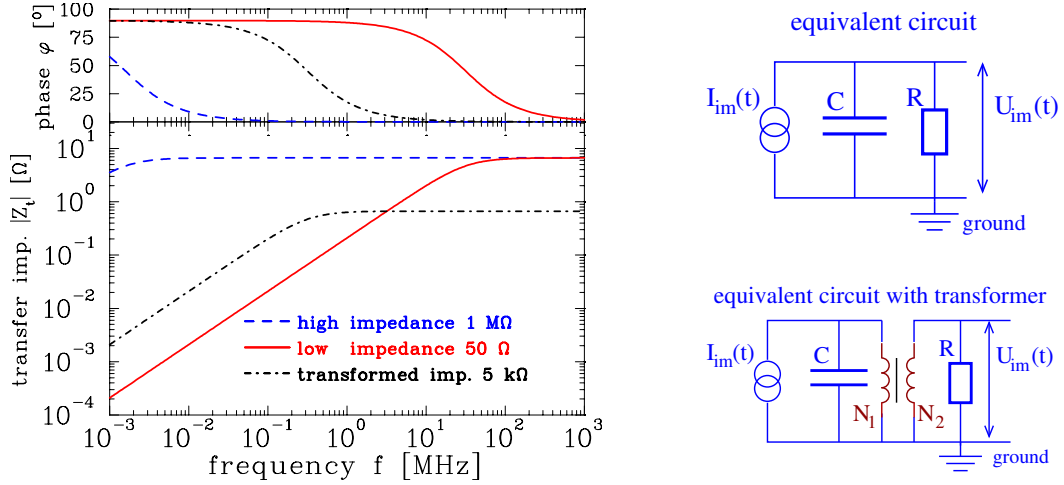 phase φ [°]
100
75
50
25
0
transfer imp. |Z_t| [Ω]
10^1
10^0
10^-1
10^-2
10^-3
10^-4
high impedance 1 MΩ
low impedance 50 Ω
transformed imp. 5 kΩ
10^-3 10^-2 10^-1 10^0 10^1 10^2 10^3
frequency f [MHz]
equivalent circuit
I_im(t)
C
R
U_im(t)
ground
equivalent circuit with transformer
I_im(t)
C
N_1
N_2
R
U_im(t)
ground